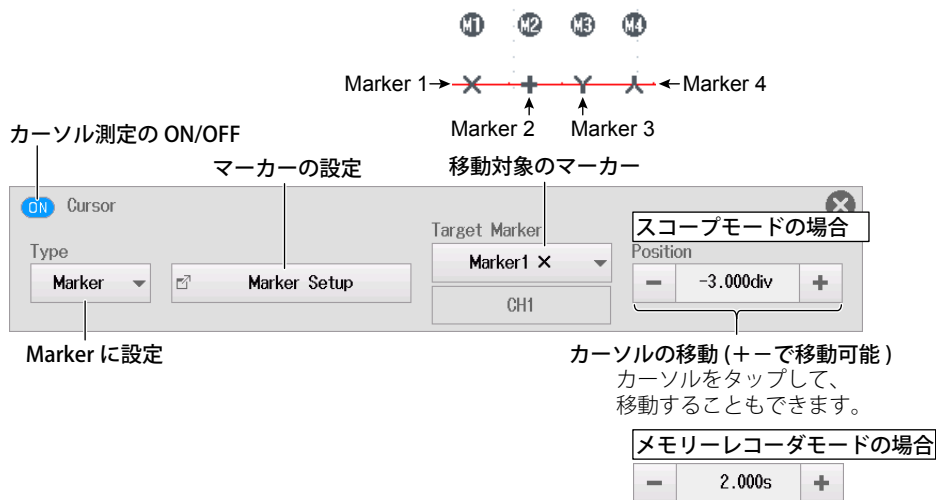 M1 M2 M3 M4
Marker 1
Marker 4
Marker 2
Marker 3
カーソル測定の ON/OFF
マーカーの設定
移動対象のマーカー
ON Cursor
スコープモードの場合
Target Marker
Type
Marker
Marker Setup
Marker1 ×
CH1
Position
− -3.000div +
Marker に設定
カーソルの移動 (+−で移動可能 )
カーソルをタップして、
移動することもできます。
メモリーレコーダモードの場合
− 2.000s +